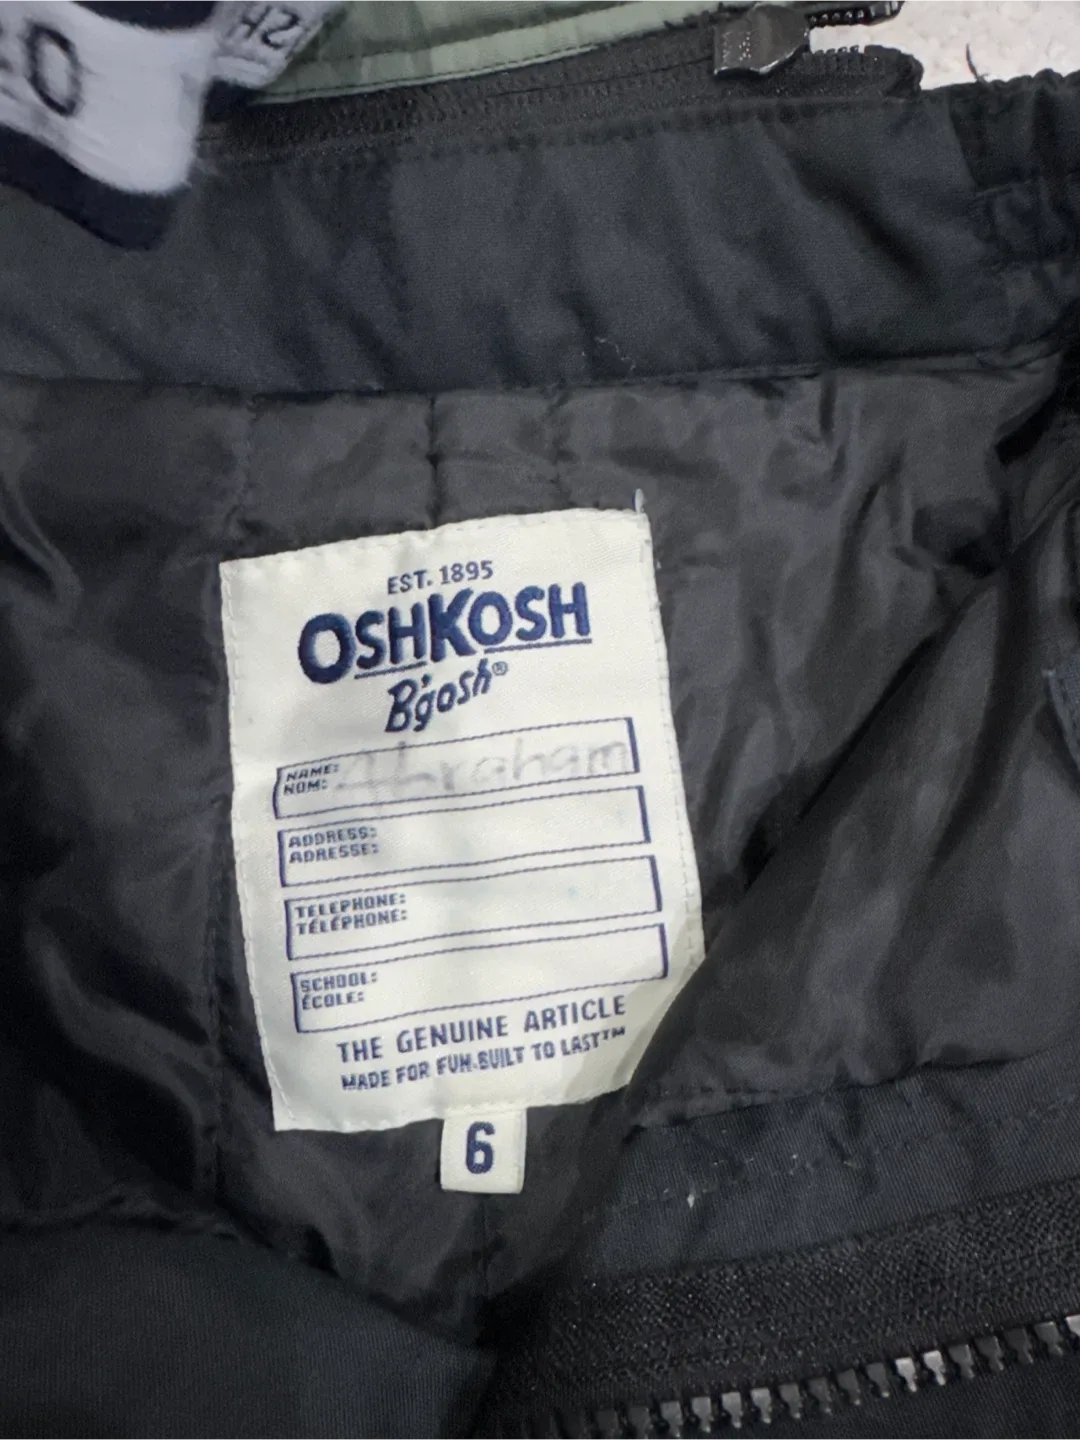 EST. 1895
OSHKOSH
B'gosh®
NAME: Abraham
NOM:
ADDRESS:
ADRESSE:
TELEPHONE:
TÉLÉPHONE:
SCHOOL:
ÉCOLE:
THE GENUINE ARTICLE
MADE FOR FUN-BUILT TO LAST™
6